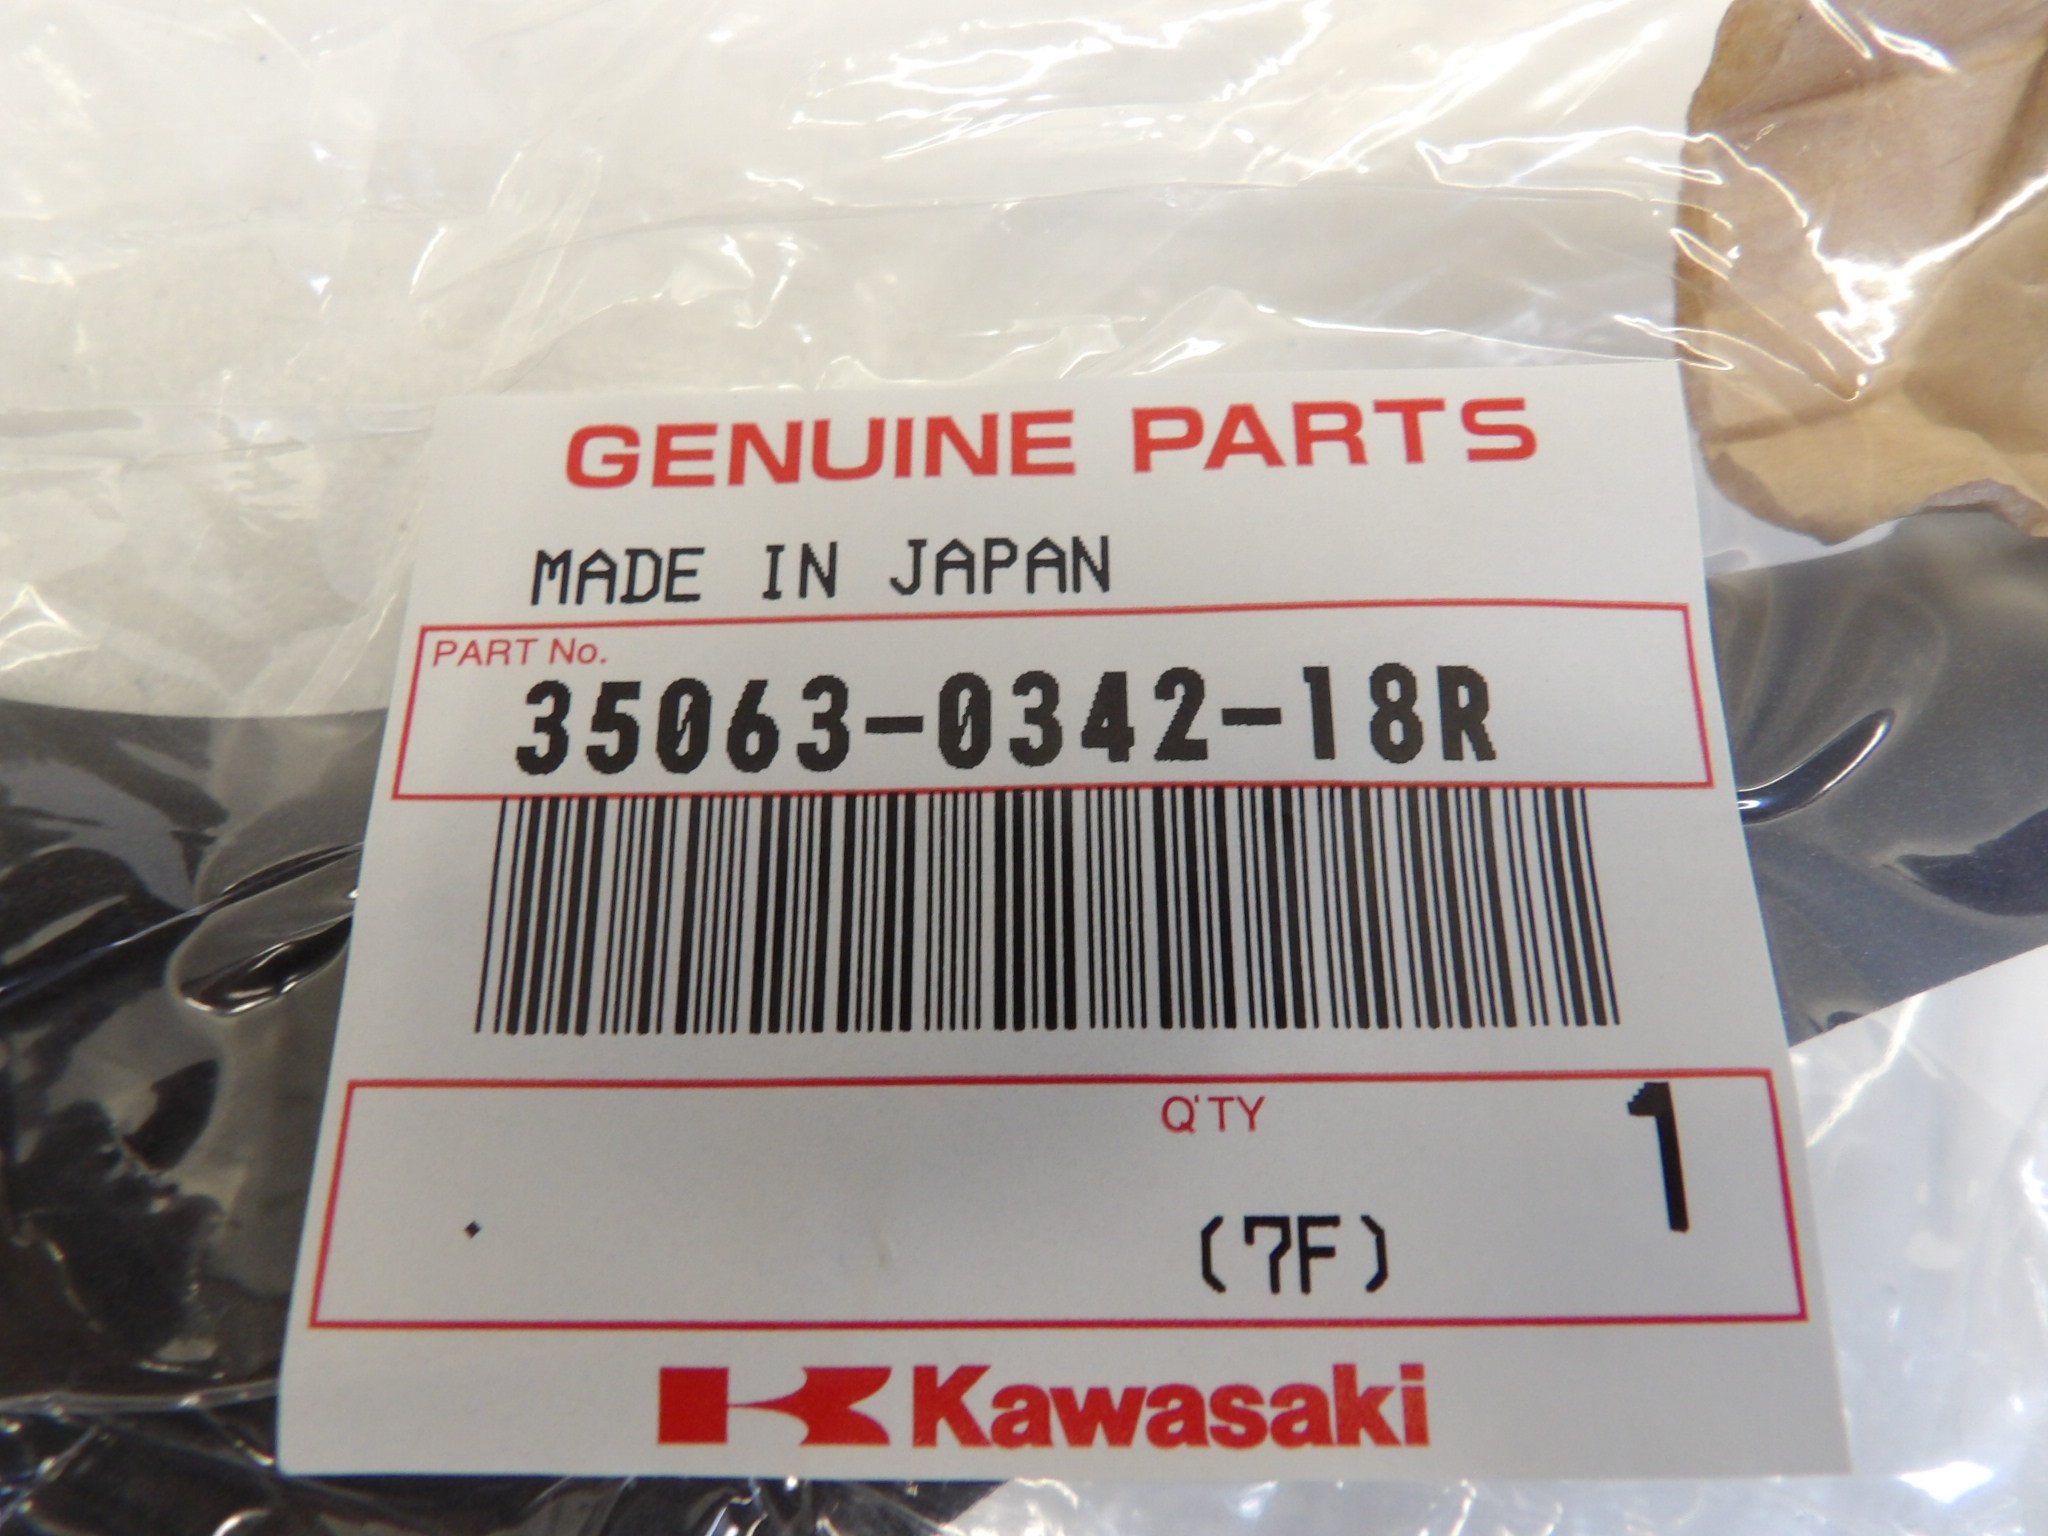 GENUINE PARTS
MADE IN JAPAN
PART No.
35063-0342-18R
Q'TY 1
(7F)
Kawasaki